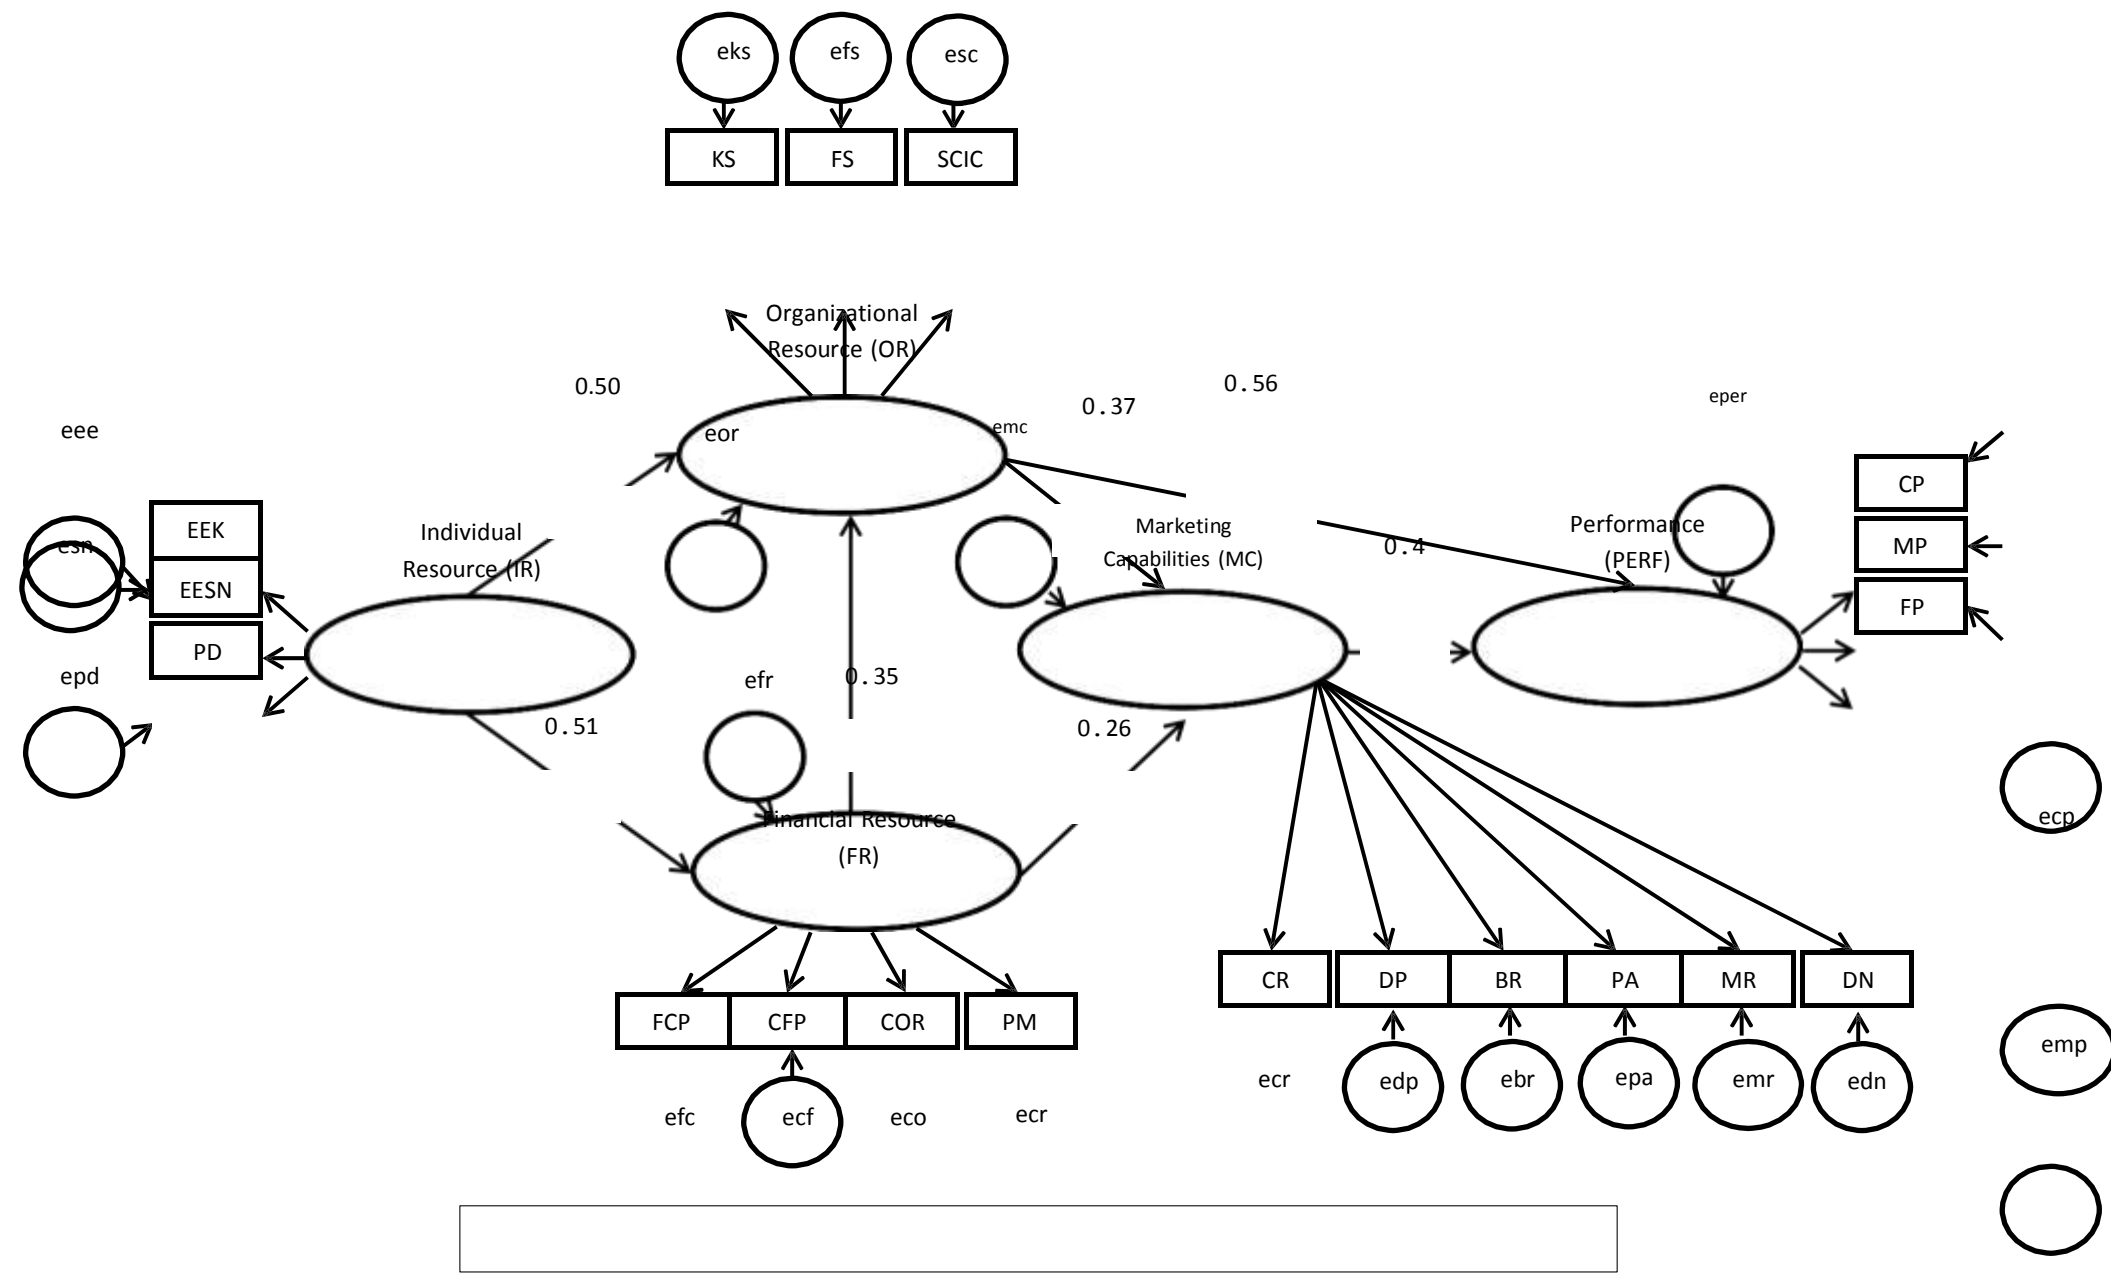 eks
efs
esc
KS
FS
SCIC
Organizational
Resource (OR)
0.50
0.37
0.56
eper
eee
eor
emc
CP
EEK
esn
Individual
Resource (IR)
Marketing
Capabilities (MC)
0.4
Performance
(PERF)
MP
EESN
FP
PD
epd
efr
0.35
0.51
0.26
Financial Resource
(FR)
ecp
CR
DP
BR
PA
MR
DN
FCP
CFP
COR
PM
emp
ecr
edp
ebr
epa
emr
edn
efc
ecf
eco
ecr